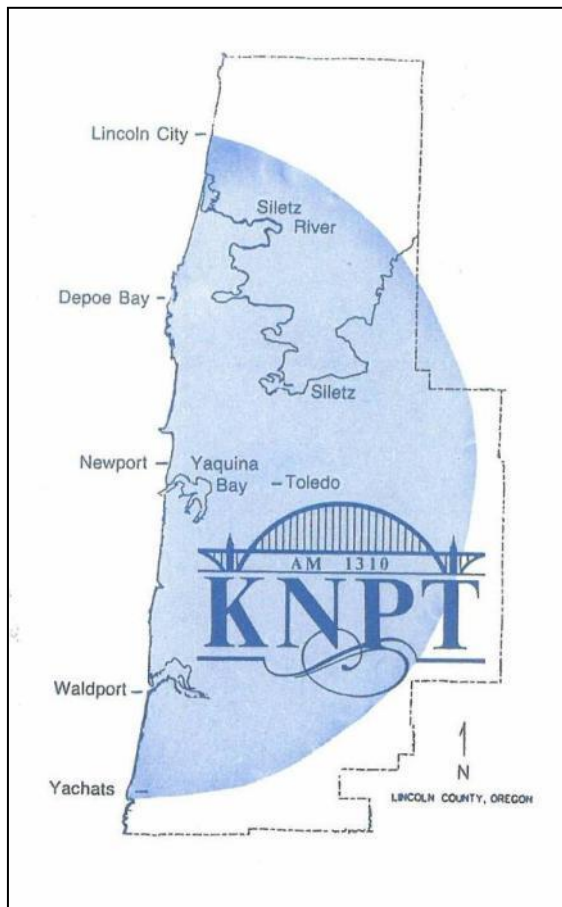 Lincoln City
Siletz
River
Depoe Bay
Siletz
Newport
Yaquina
Bay
Toledo
AM 1310
KNPT
Waldport
N
Yachats
LINCOLN COUNTY, OREGON